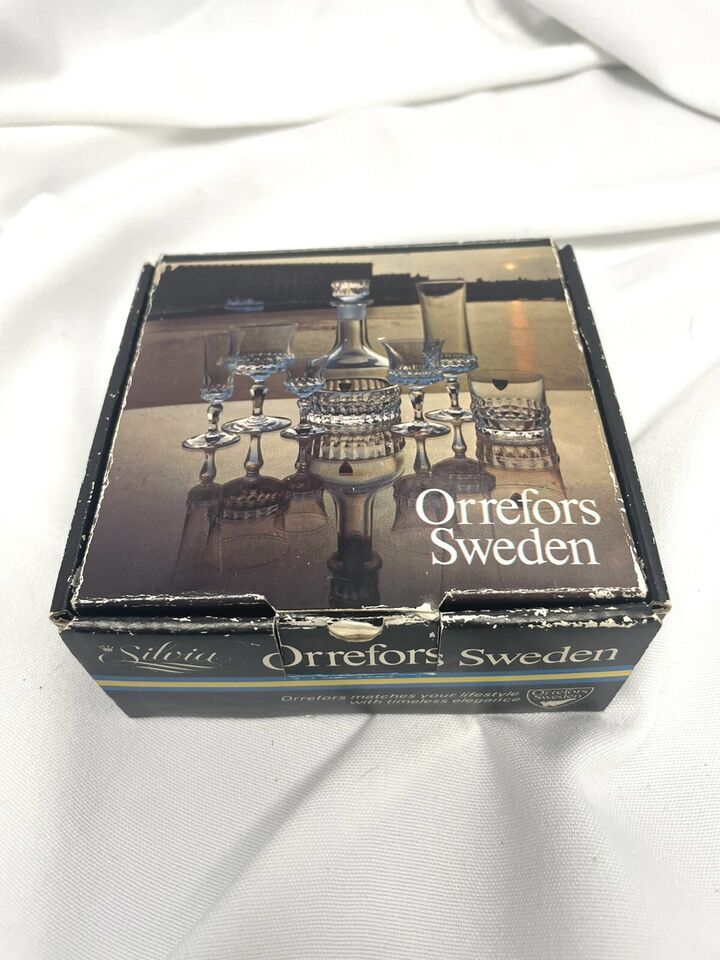 Orrefors
Sweden
Silvia
Orrefors Sweden
Orrefors matches your lifestyle
with timeless elegance
Orrefors
Sweden